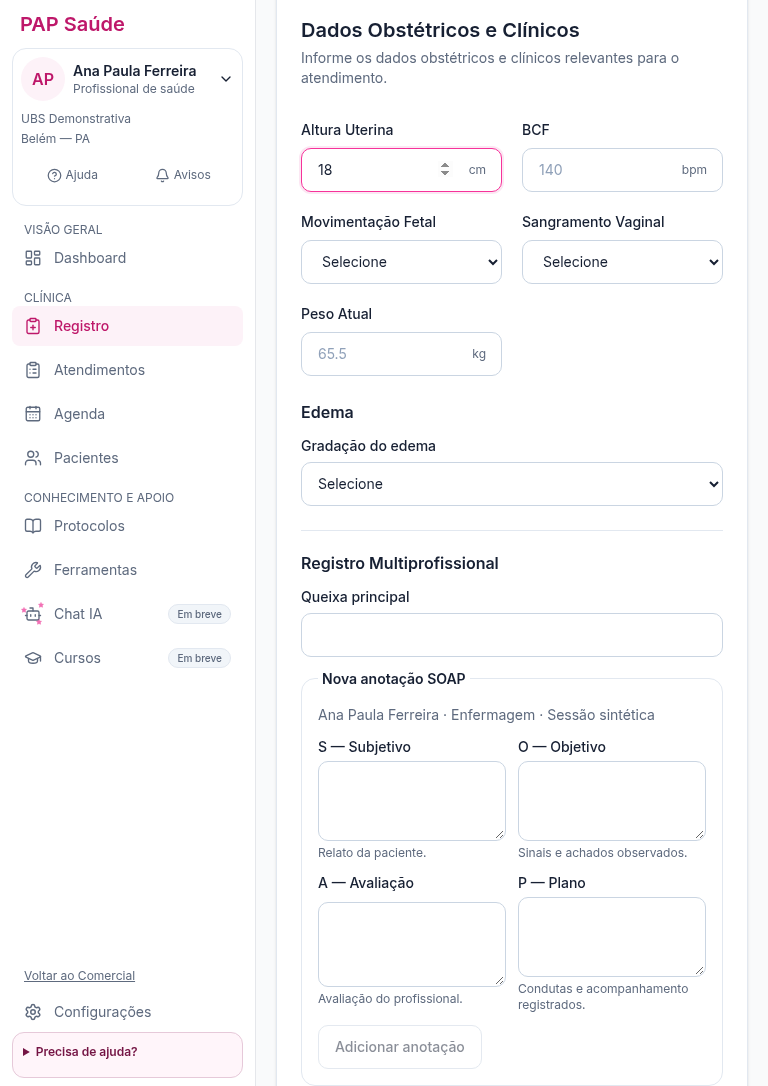 PAP Saúde
AP
Ana Paula Ferreira
Profissional de saúde
UBS Demonstrativa
Belém — PA
Ajuda
Avisos
VISÃO GERAL
Dashboard
CLÍNICA
Registro
Atendimentos
Agenda
Pacientes
CONHECIMENTO E APOIO
Protocolos
Ferramentas
Chat IA
Em breve
Cursos
Em breve
Voltar ao Comercial
Configurações
Precisa de ajuda?
Dados Obstétricos e Clínicos
Informe os dados obstétricos e clínicos relevantes para o
atendimento.
Altura Uterina
18
cm
BCF
140
bpm
Movimentação Fetal
Selecione
Sangramento Vaginal
Selecione
Peso Atual
65.5
kg
Edema
Gradação do edema
Selecione
Registro Multiprofissional
Queixa principal
Nova anotação SOAP
Ana Paula Ferreira · Enfermagem · Sessão sintética
S — Subjetivo
Relato da paciente.
O — Objetivo
Sinais e achados observados.
A — Avaliação
Avaliação do profissional.
P — Plano
Condutas e acompanhamento
registrados.
Adicionar anotação